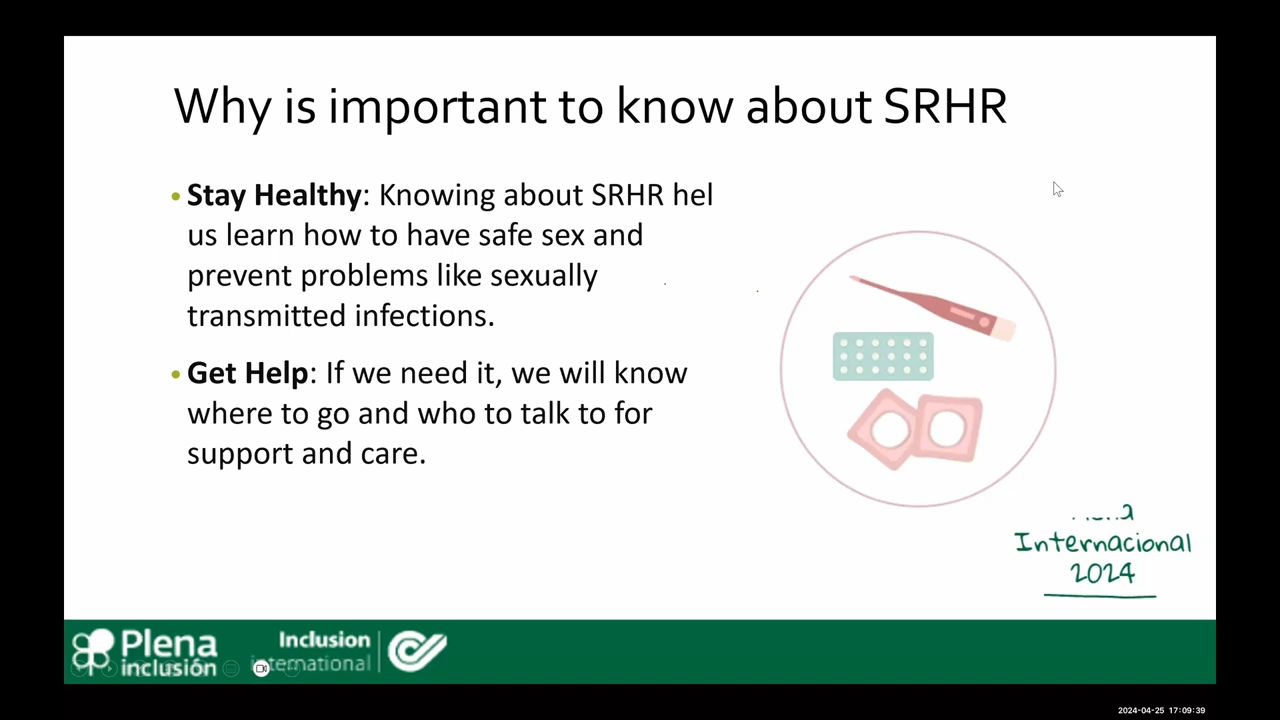 Why is important to know about SRHR
Stay Healthy: Knowing about SRHR hel
us learn how to have safe sex and
prevent problems like sexually
transmitted infections.
Get Help: If we need it, we will know
where to go and who to talk to for
support and care.
Internacional
2024
Plena
inclusión
Inclusion
international
2024-04-25 17:09:39